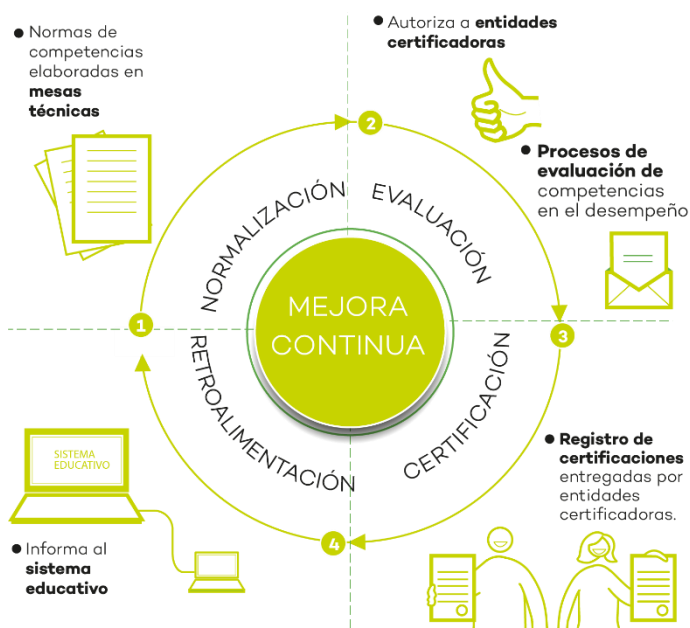 Normas de
competencias
elaboradas en
mesas
técnicas
Autoriza a entidades
certificadoras
Procesos de
evaluación de
competencias
en el desempeño
1
2
3
4
NORMALIZACIÓN
EVALUACIÓN
CERTIFICACIÓN
RETROALIMENTACIÓN
MEJORA
CONTINUA
Registro de
certificaciones
entregadas por
entidades
certificadoras.
SISTEMA
EDUCATIVO
Informa al
sistema
educativo